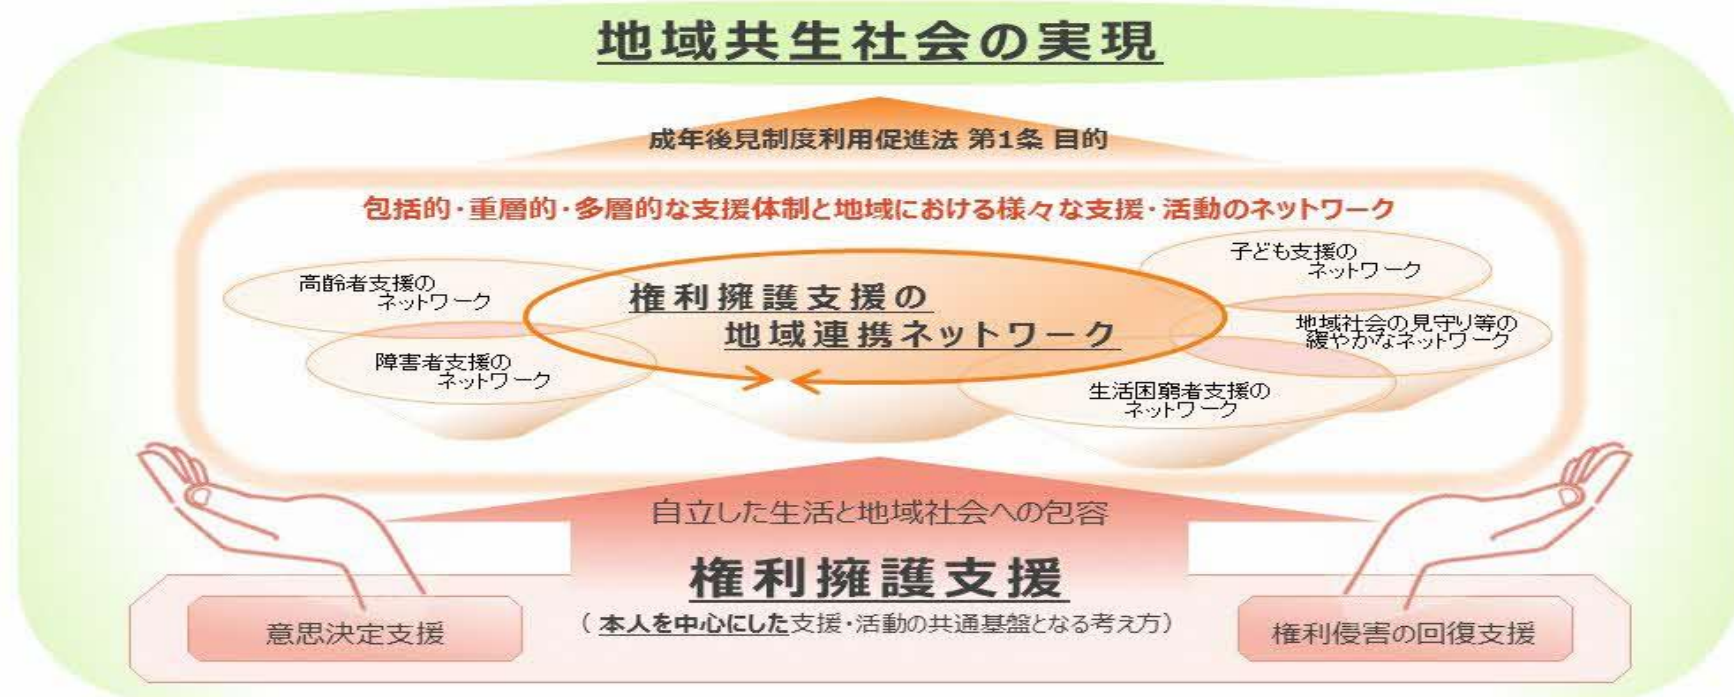 地域共生社会の実現
成年後見制度利用促進法 第1条 目的
包括的・重層的・多層的な支援体制と地域における様々な支援・活動のネットワーク
高齢者支援の
ネットワーク
障害者支援の
ネットワーク
権利擁護支援の
地域連携ネットワーク
子ども支援の
ネットワーク
地域社会の見守り等の
緩やかなネットワーク
生活困窮者支援の
ネットワーク
自立した生活と地域社会への包容
権利擁護支援
（本人を中心にした支援・活動の共通基盤となる考え方）
意思決定支援
権利侵害の回復支援